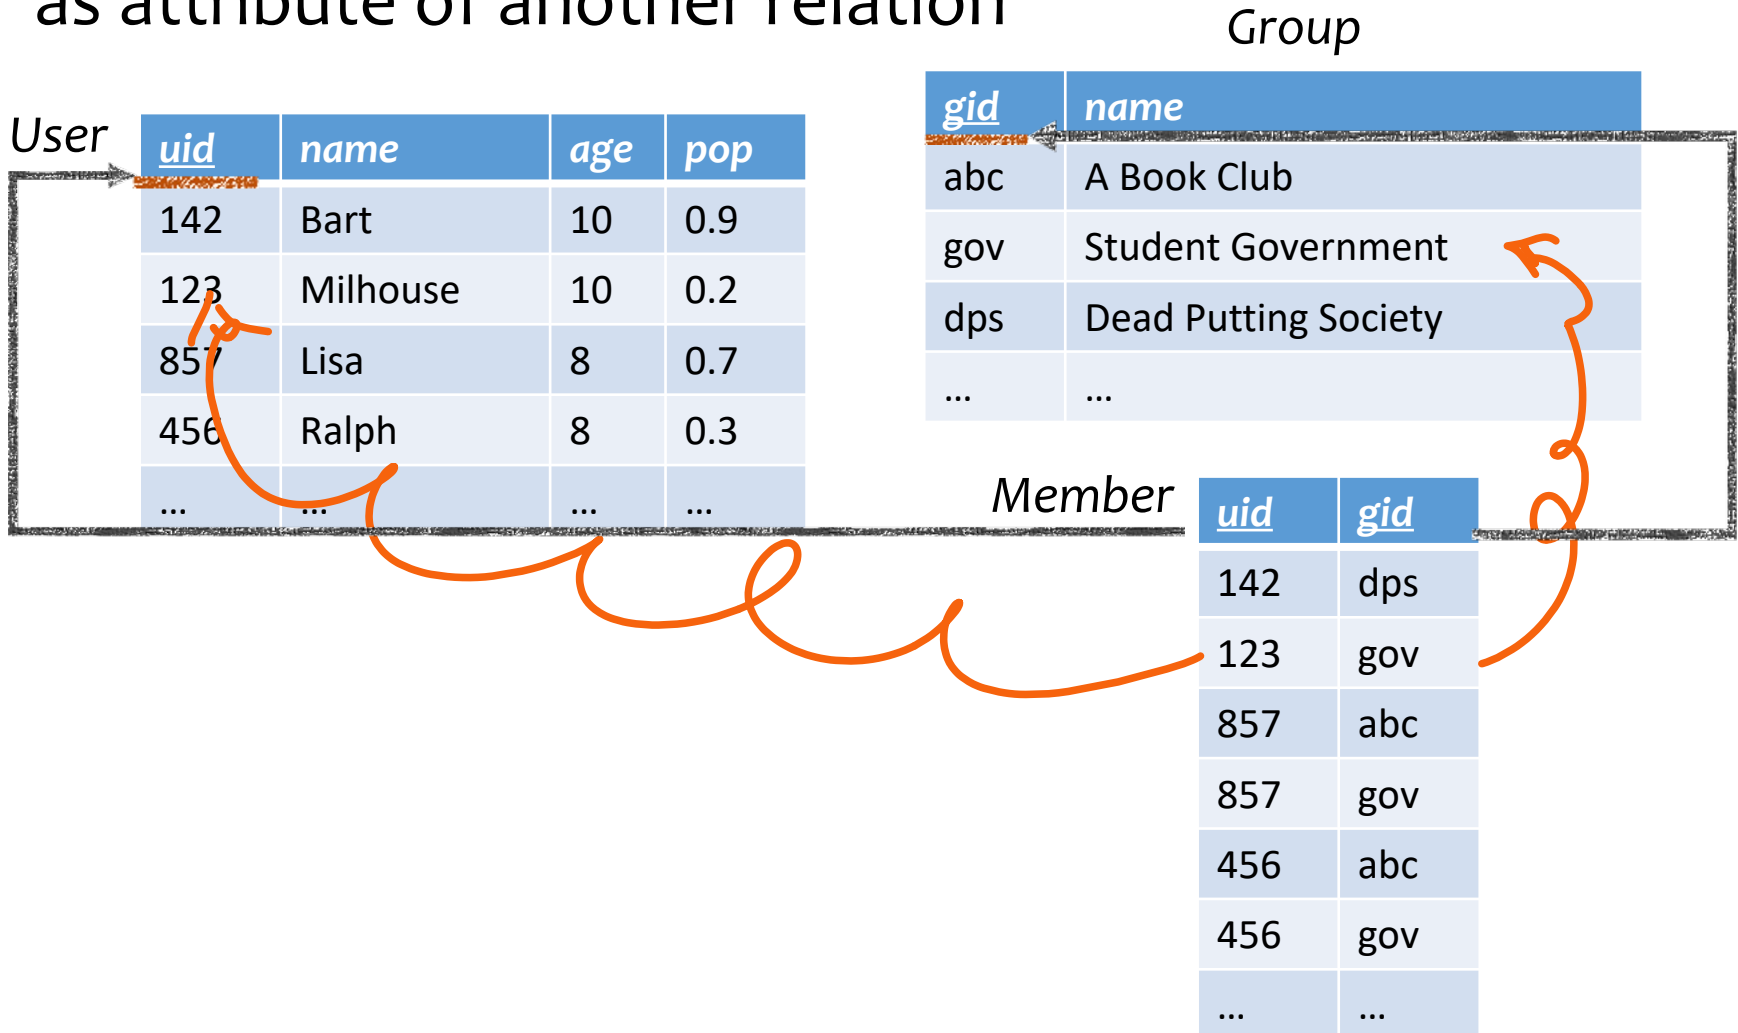 as attribute of another relation
Group
User
uid name age pop
142 Bart 10 0.9
123 Milhouse 10 0.2
857 Lisa 8 0.7
456 Ralph 8 0.3
... ... ... ...
gid name
abc A Book Club
gov Student Government
dps Dead Putting Society
... ...
Member
uid gid
142 dps
123 gov
857 abc
857 gov
456 abc
456 gov
... ...